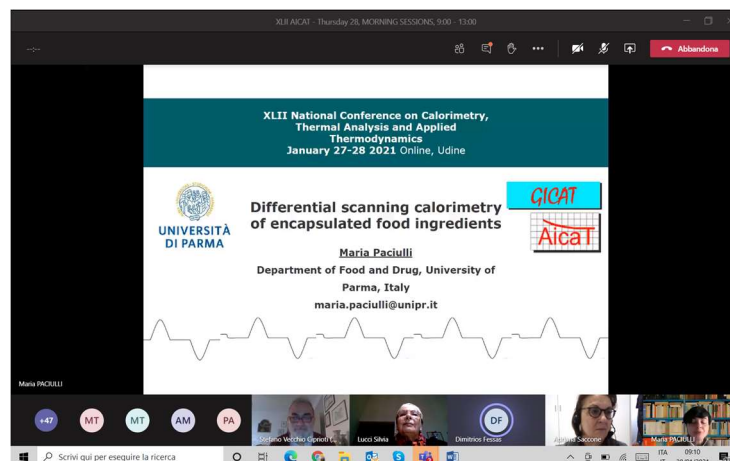 XLII AICAT - Thursday 28, MORNING SESSIONS, 9:00 - 13:00
--:--
Abbandona
XLII National Conference on Calorimetry,
Thermal Analysis and Applied
Thermodynamics
January 27-28 2021 Online, Udine
UNIVERSITÀ
DI PARMA
Differential scanning calorimetry
of encapsulated food ingredients
GICAT
AicaT
Maria Paciulli
Department of Food and Drug, University of
Parma, Italy
maria.paciulli@unipr.it
Maria PACIULLI
+47
MT
MT
AM
PA
DF
Stefano Vecchio Ciprioti
Lucci Silvia
Dimitrios Fessas
Saccone
Maria PACIULLI
Scrivi qui per eseguire la ricerca
ITA
09:10